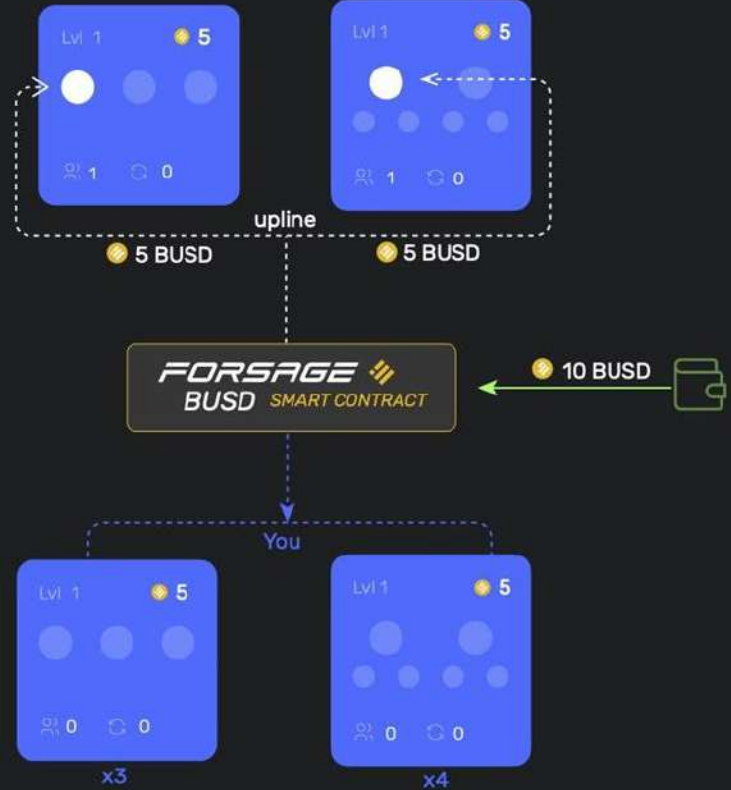 Lvl 1 5
Lvl 1 5
1 0
1 0
upline
5 BUSD
5 BUSD
FORSAGE
BUSD SMART CONTRACT
10 BUSD
You
Lvl 1 5
Lvl 1 5
0 0
0 0
x3
x4